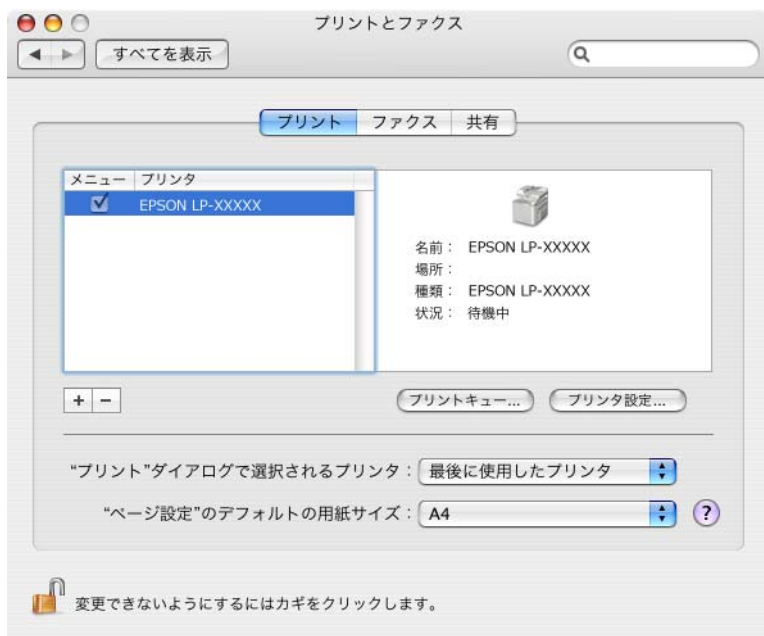 プリントとファクス
すべてを表示
プリント ファクス 共有
メニュー プリンタ
EPSON LP-XXXXX
名前： EPSON LP-XXXXX
場所：
種類： EPSON LP-XXXXX
状況： 待機中
+ −
プリントキュー... プリンタ設定...
“プリント”ダイアログで選択されるプリンタ： 最後に使用したプリンタ
“ページ設定”のデフォルトの用紙サイズ： A4 ?
変更できないようにするにはカギをクリックします。